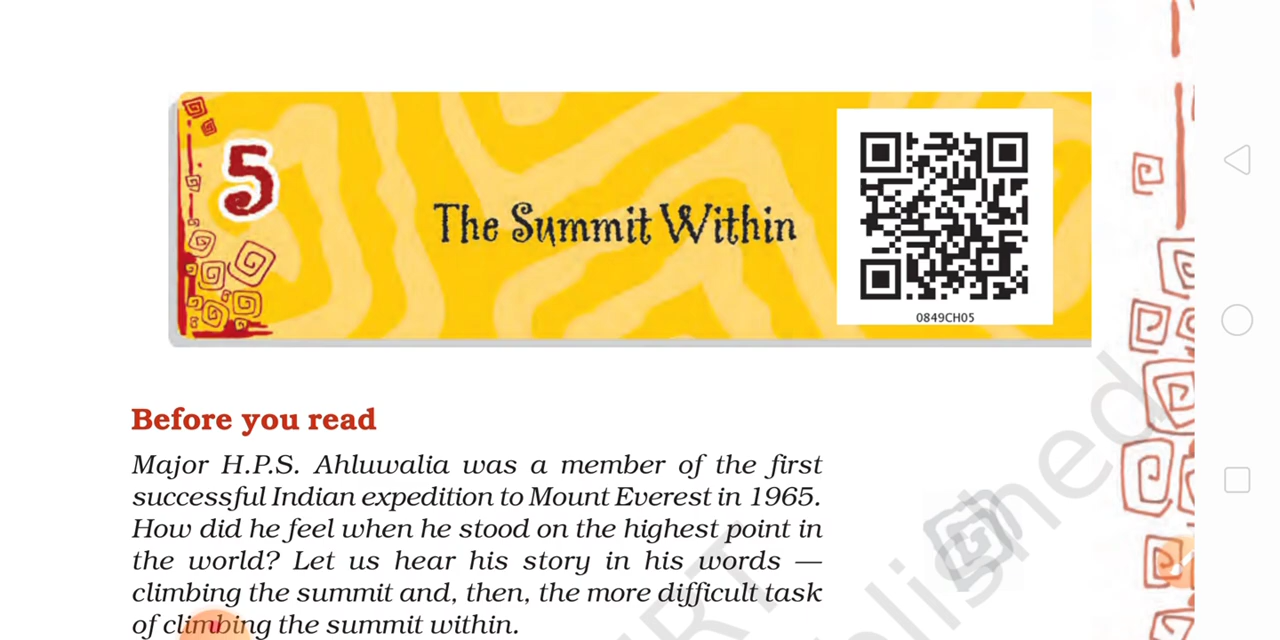 5
The Summit Within
0849CH05
Before you read
Major H.P.S. Ahluwalia was a member of the first
successful Indian expedition to Mount Everest in 1965.
How did he feel when he stood on the highest point in
the world? Let us hear his story in his words —
climbing the summit and, then, the more difficult task
of climbing the summit within.